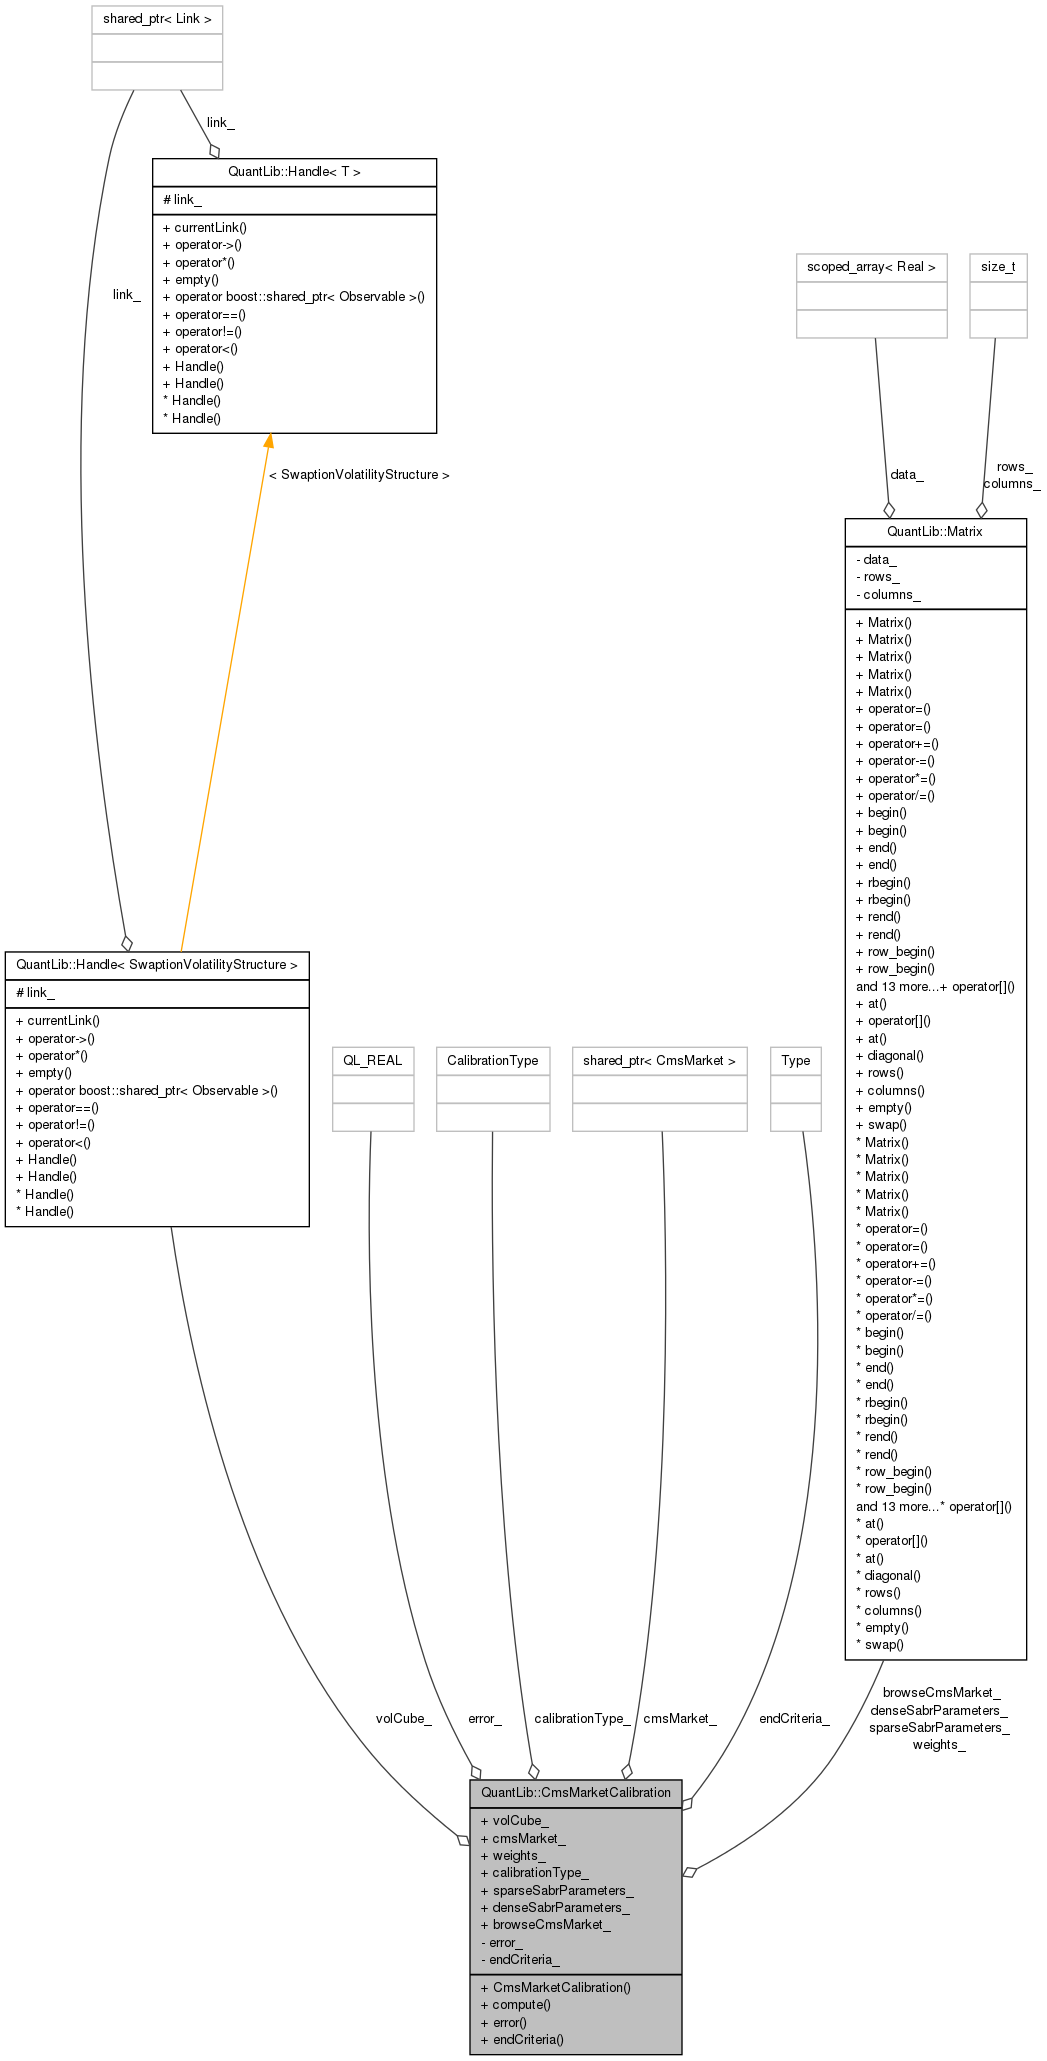 shared_ptr< Link >
link_
QuantLib::Handle< T >
# link_
+ currentLink()
+ operator->()
+ operator*()
+ empty()
+ operator boost::shared_ptr< Observable >()
+ operator==()
+ operator!=()
+ operator<()
+ Handle()
+ Handle()
* Handle()
* Handle()
link_
< SwaptionVolatilityStructure >
scoped_array< Real >
size_t
data_
rows_
columns_
QuantLib::Matrix
- data_
- rows_
- columns_
+ Matrix()
+ Matrix()
+ Matrix()
+ Matrix()
+ Matrix()
+ operator=()
+ operator=()
+ operator+=()
+ operator-=()
+ operator*=()
+ operator/=()
+ begin()
+ begin()
+ end()
+ end()
+ rbegin()
+ rbegin()
+ rend()
+ rend()
+ row_begin()
+ row_begin()
and 13 more...+ operator[]()
+ at()
+ operator[]()
+ at()
+ diagonal()
+ rows()
+ columns()
+ empty()
+ swap()
* Matrix()
* Matrix()
* Matrix()
* Matrix()
* Matrix()
* operator=()
* operator=()
* operator+=()
* operator-=()
* operator*=()
* operator/=()
* begin()
* begin()
* end()
* end()
* rbegin()
* rbegin()
* rend()
* rend()
* row_begin()
* row_begin()
and 13 more...* operator[]()
* at()
* operator[]()
* at()
* diagonal()
* rows()
* columns()
* empty()
* swap()
QuantLib::Handle< SwaptionVolatilityStructure >
# link_
+ currentLink()
+ operator->()
+ operator*()
+ empty()
+ operator boost::shared_ptr< Observable >()
+ operator==()
+ operator!=()
+ operator<()
+ Handle()
+ Handle()
* Handle()
* Handle()
QL_REAL
CalibrationType
shared_ptr< CmsMarket >
Type
volCube_
error_
calibrationType_
cmsMarket_
endCriteria_
browseCmsMarket_
denseSabrParameters_
sparseSabrParameters_
weights_
QuantLib::CmsMarketCalibration
+ volCube_
+ cmsMarket_
+ weights_
+ calibrationType_
+ sparseSabrParameters_
+ denseSabrParameters_
+ browseCmsMarket_
- error_
- endCriteria_
+ CmsMarketCalibration()
+ compute()
+ error()
+ endCriteria()